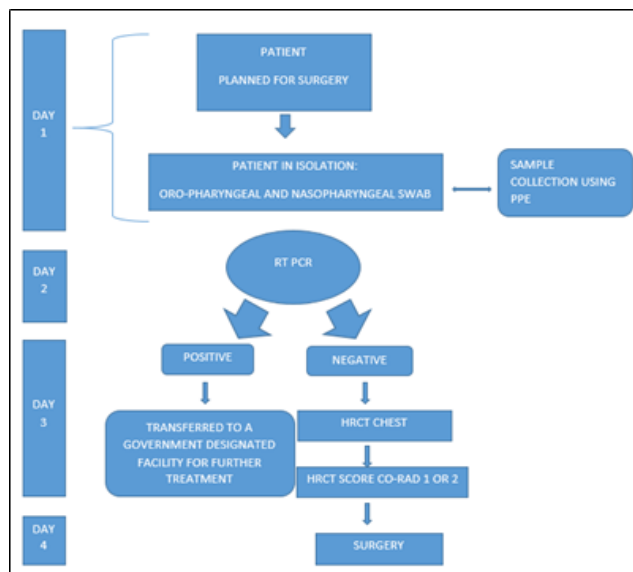 DAY
1
PATIENT
PLANNED FOR SURGERY
PATIENT IN ISOLATION:
ORO-PHARYNGEAL AND NASOPHARYNGEAL SWAB
SAMPLE
COLLECTION USING
PPE
DAY
2
RT PCR
DAY
3
POSITIVE
NEGATIVE
TRANSFERRED TO A
GOVERNMENT DESIGNATED
FACILITY FOR FURTHER
TREATMENT
HRCT CHEST
HRCT SCORE CO-RAD 1 OR 2
DAY
4
SURGERY